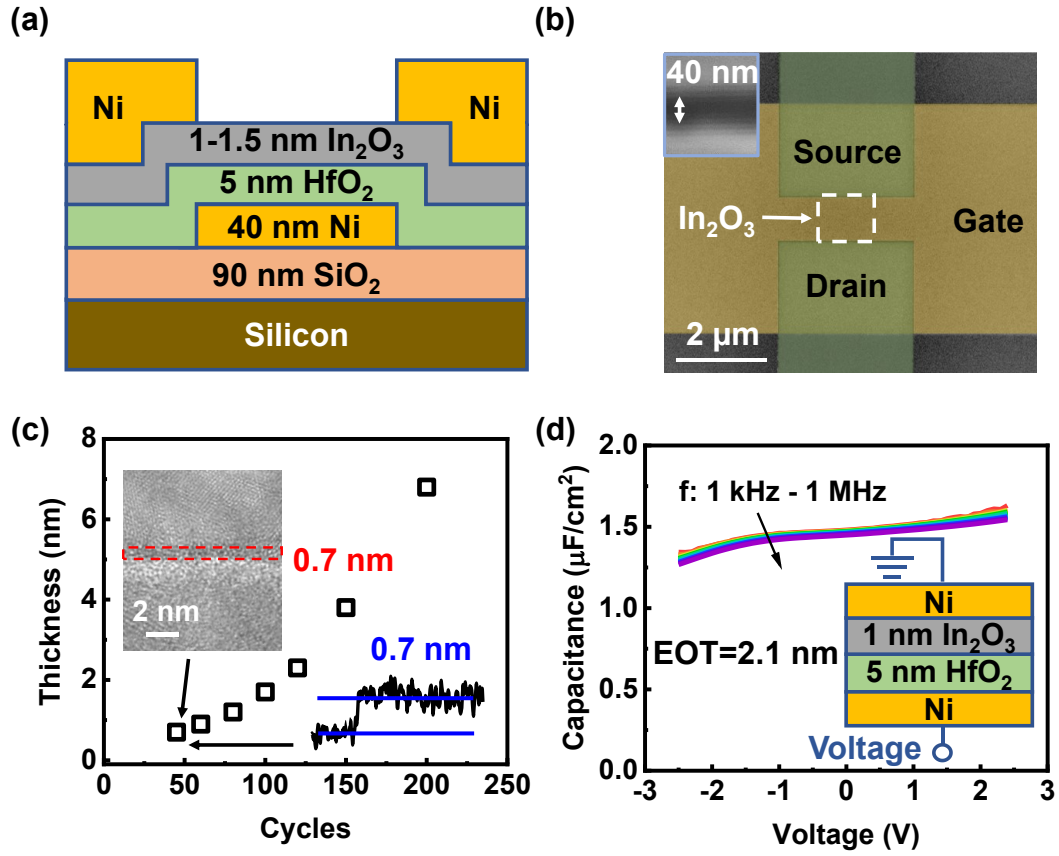 (a)
Ni
Ni
1-1.5 nm In₂O₃
5 nm HfO₂
40 nm Ni
90 nm SiO₂
Silicon
(b)
40 nm
Source
In₂O₃
Gate
Drain
2 μm
(c)
8
6
4
2
0
Thickness (nm)
0.7 nm
2 nm
0.7 nm
0
50
100
150
200
250
Cycles
(d)
2.0
1.5
1.0
0.5
0.0
Capacitance (μF/cm²)
f: 1 kHz - 1 MHz
EOT=2.1 nm
Ni
1 nm In₂O₃
5 nm HfO₂
Ni
Voltage
-3
-2
-1
0
1
2
3
Voltage (V)